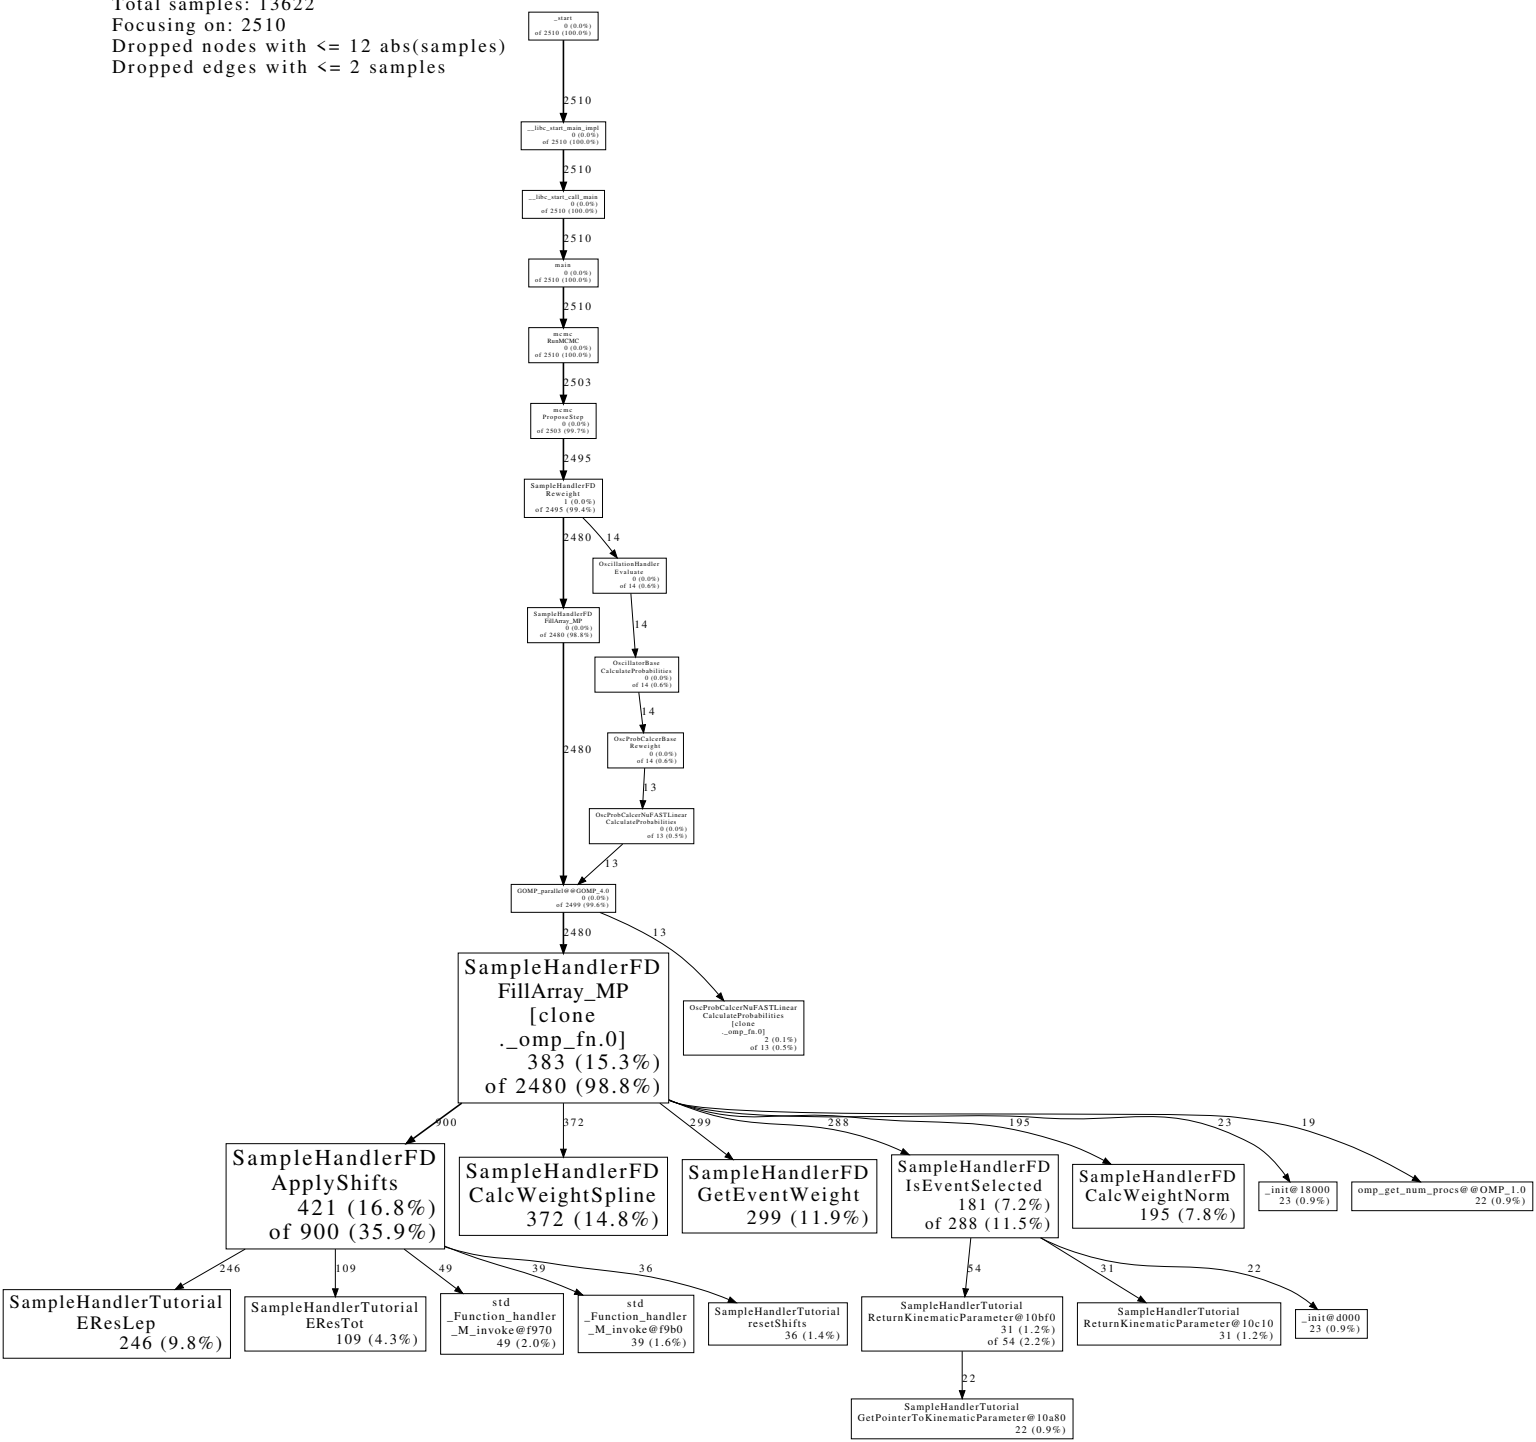 Total samples: 13622
Focusing on: 2510
Dropped nodes with <= 12 abs(samples)
Dropped edges with <= 2 samples
_start
0 (0.0%)
of 2510 (100.0%)
2510
__libc_start_main_impl
0 (0.0%)
of 2510 (100.0%)
2510
__libc_start_call_main
0 (0.0%)
of 2510 (100.0%)
2510
main
0 (0.0%)
of 2510 (100.0%)
2510
mcmc
RunMCMC
0 (0.0%)
of 2510 (100.0%)
2503
mcmc
ProposeStep
0 (0.0%)
of 2503 (99.7%)
2495
SampleHandlerFD
Reweight
1 (0.0%)
of 2495 (99.4%)
2480
14
OscillationHandler
Evaluate
0 (0.0%)
of 14 (0.6%)
SampleHandlerFD
FillArray_MP
0 (0.0%)
of 2480 (98.8%)
14
OscillatorBase
CalculateProbabilities
0 (0.0%)
of 14 (0.6%)
14
OscProbCalcerBase
Reweight
0 (0.0%)
of 14 (0.6%)
2480
13
OscProbCalcerNuFASTLinear
CalculateProbabilities
0 (0.0%)
of 13 (0.5%)
13
GOMP_parallel@@GOMP_4.0
0 (0.0%)
of 2499 (99.6%)
2480
13
SampleHandlerFD
FillArray_MP
[clone
._omp_fn.0]
383 (15.3%)
of 2480 (98.8%)
OscProbCalcerNuFASTLinear
CalculateProbabilities
[clone
._omp_fn.0]
2 (0.1%)
of 13 (0.5%)
900
372
299
288
195
23
19
SampleHandlerFD
ApplyShifts
421 (16.8%)
of 900 (35.9%)
SampleHandlerFD
CalcWeightSpline
372 (14.8%)
SampleHandlerFD
GetEventWeight
299 (11.9%)
SampleHandlerFD
IsEventSelected
181 (7.2%)
of 288 (11.5%)
SampleHandlerFD
CalcWeightNorm
195 (7.8%)
_init@18000
23 (0.9%)
omp_get_num_procs@@OMP_1.0
22 (0.9%)
246
109
49
39
36
54
31
22
SampleHandlerTutorial
EResLep
246 (9.8%)
SampleHandlerTutorial
EResTot
109 (4.3%)
std
_Function_handler
_M_invoke@f970
49 (2.0%)
std
_Function_handler
_M_invoke@f9b0
39 (1.6%)
SampleHandlerTutorial
resetShifts
36 (1.4%)
SampleHandlerTutorial
ReturnKinematicParameter@10bf0
31 (1.2%)
of 54 (2.2%)
SampleHandlerTutorial
ReturnKinematicParameter@10c10
31 (1.2%)
_init@d000
23 (0.9%)
22
SampleHandlerTutorial
GetPointerToKinematicParameter@10a80
22 (0.9%)